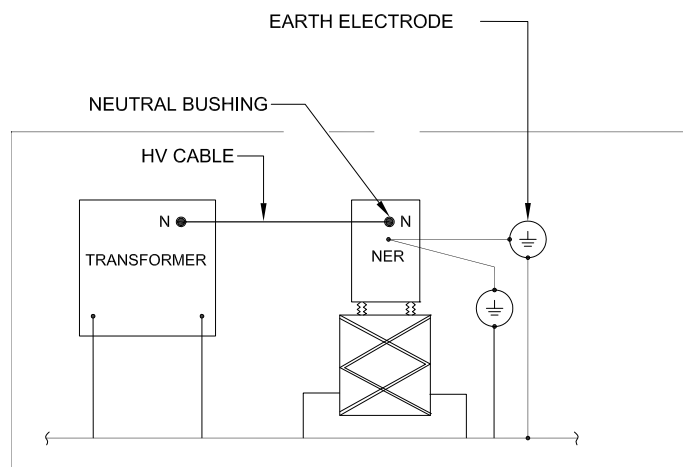 EARTH ELECTRODE
NEUTRAL BUSHING
HV CABLE
N
N
TRANSFORMER
NER